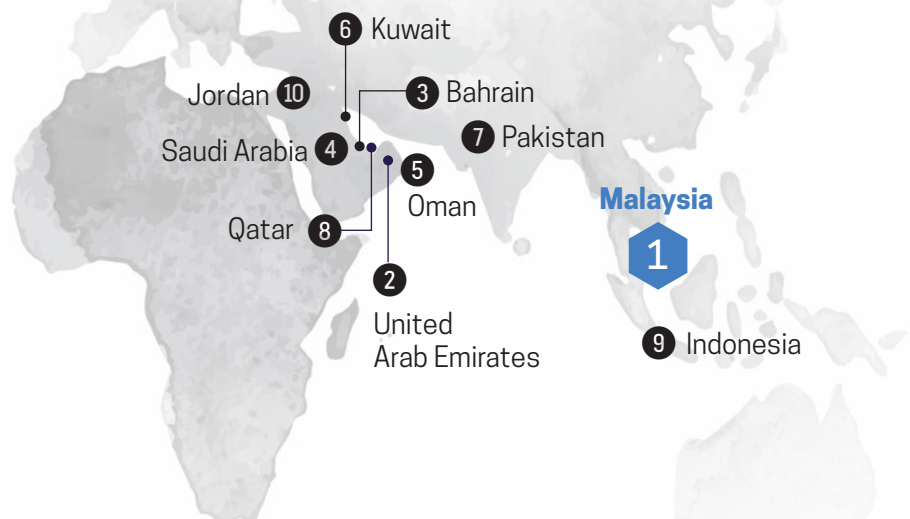 6 Kuwait
Jordan 10
3 Bahrain
Saudi Arabia 4
7 Pakistan
5
Oman
Malaysia
1
Qatar 8
2
United
Arab Emirates
9 Indonesia